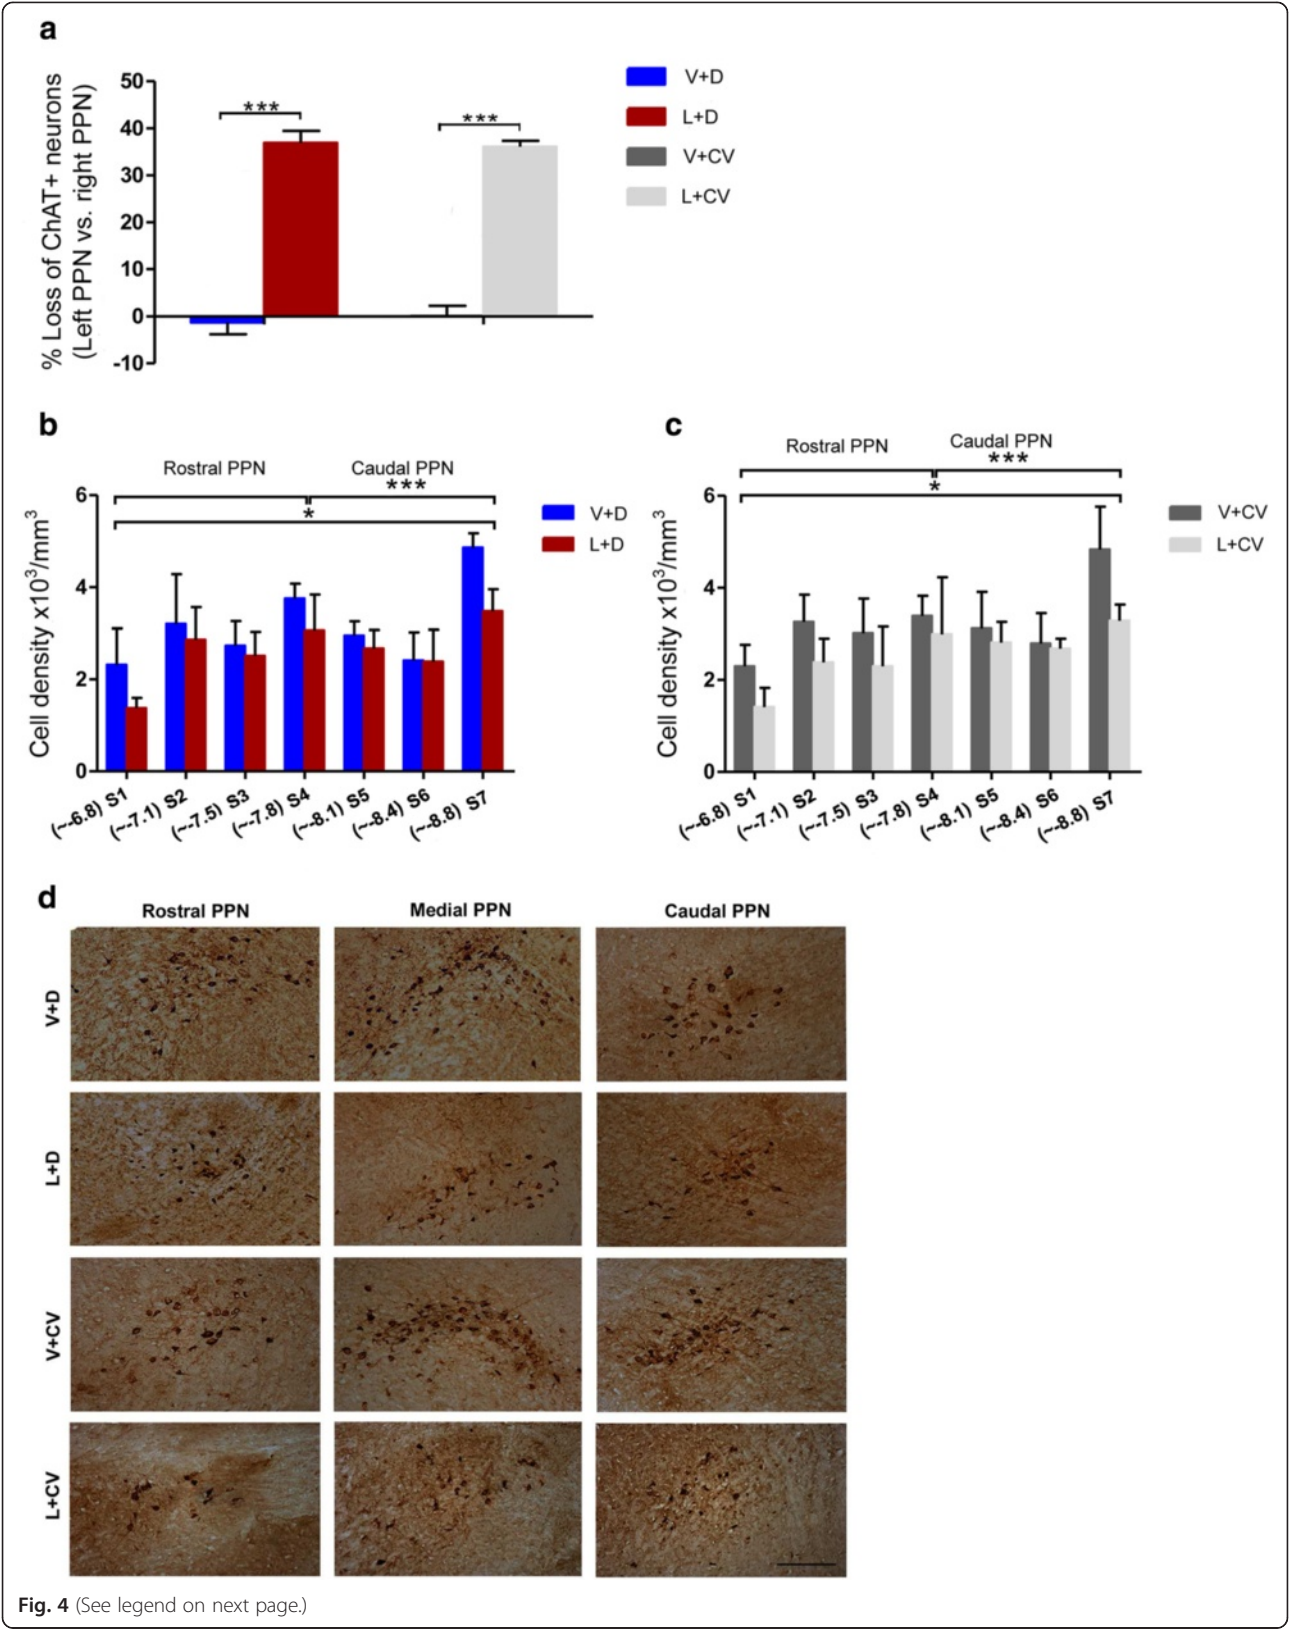 a
% Loss of ChAT+ neurons
(Left PPN vs. right PPN)
50
40
30
20
10
0
-10
***
***
V+D
L+D
V+CV
L+CV
b
Rostral PPN
Caudal PPN
***
*
Cell density x10³/mm³
6
4
2
0
V+D
L+D
(~-6.8) S1
(~-7.1) S2
(~-7.5) S3
(~-7.8) S4
(~-8.1) S5
(~-8.4) S6
(~-8.8) S7
c
Rostral PPN
Caudal PPN
***
*
Cell density x10³/mm³
6
4
2
0
V+CV
L+CV
(~-6.8) S1
(~-7.1) S2
(~-7.5) S3
(~-7.8) S4
(~-8.1) S5
(~-8.4) S6
(~-8.8) S7
d
Rostral PPN
Medial PPN
Caudal PPN
V+D
L+D
V+CV
L+CV
Fig. 4 (See legend on next page.)